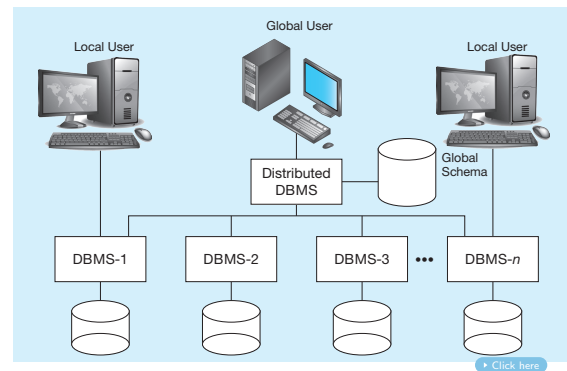 Global User
Local User
Local User
Distributed
DBMS
Global
Schema
DBMS-1
DBMS-2
DBMS-3
•••
DBMS-n
Click here